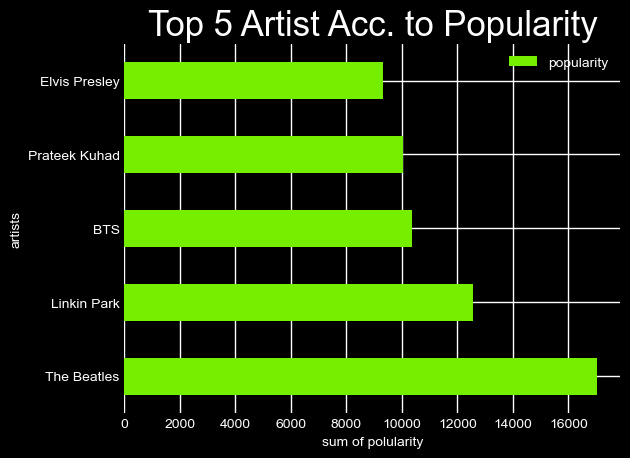 Top 5 Artist Acc. to Popularity
popularity
Elvis Presley
Prateek Kuhad
BTS
Linkin Park
The Beatles
artists
0 2000 4000 6000 8000 10000 12000 14000 16000
sum of polularity